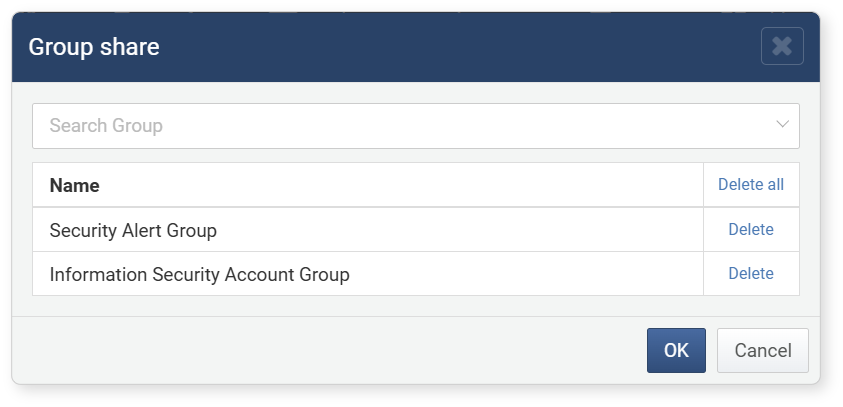 Group share
Search Group
Name Delete all
Security Alert Group Delete
Information Security Account Group Delete
OK Cancel